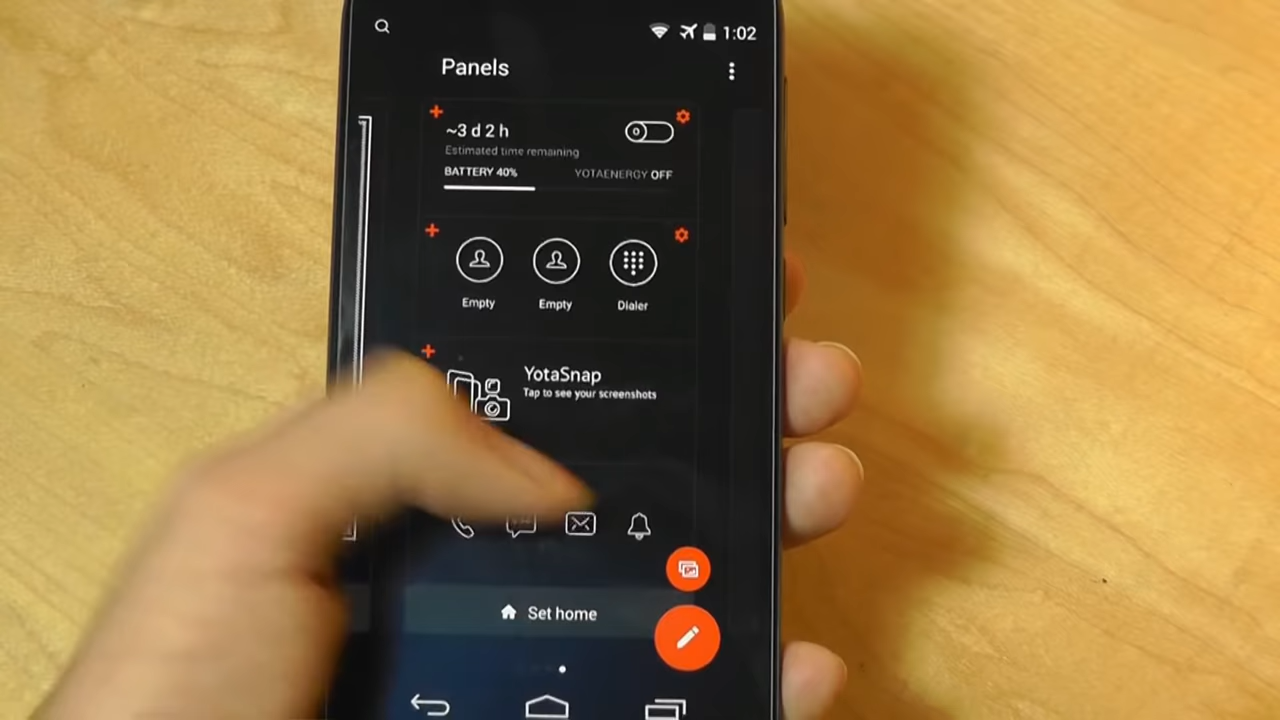 1:02
Panels
~3 d 2 h
Estimated time remaining
BATTERY 40%
YOTAENERGY OFF
Empty
Empty
Dialer
YotaSnap
Tap to see your screenshots
Set home